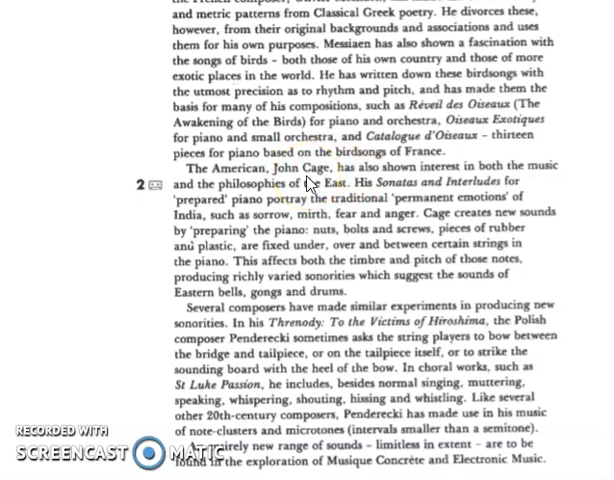 and metric patterns from Classical Greek poetry. He divorces these,
however, from their original backgrounds and associations and uses
them for his own purposes. Messiaen has also shown a fascination with
the songs of birds - both those of his own country and those of more
exotic places in the world. He has written down these birdsongs with
the utmost precision as to rhythm and pitch, and has made them the
basis for many of his compositions, such as Réveil des Oiseaux (The
Awakening of the Birds) for piano and orchestra, Oiseaux Exotiques
for piano and small orchestra, and Catalogue d'Oiseaux - thirteen
pieces for piano based on the birdsongs of France.
The American, John Cage, has also shown interest in both the music
2 and the philosophies of the East. His Sonatas and Interludes for
'prepared' piano portray the traditional 'permanent emotions' of
India, such as sorrow, mirth, fear and anger. Cage creates new sounds
by 'preparing' the piano: nuts, bolts and screws, pieces of rubber
and plastic, are fixed under, over and between certain strings in
the piano. This affects both the timbre and pitch of those notes,
producing richly varied sonorities which suggest the sounds of
Eastern bells, gongs and drums.
Several composers have made similar experiments in producing new
sonorities. In his Threnody: To the Victims of Hiroshima, the Polish
composer Penderecki sometimes asks the string players to bow between
the bridge and tailpiece, or on the tailpiece itself, or to strike the
sounding board with the heel of the bow. In choral works, such as
St Luke Passion, he includes, besides normal singing, muttering,
speaking, whispering, shouting, hissing and whistling. Like several
other 20th-century composers, Penderecki has made use in his music
of note-clusters and microtones (intervals smaller than a semitone).
An entirely new range of sounds - limitless in extent - are to be
found in the exploration of Musique Concrète and Electronic Music.
RECORDED WITH
SCREENCAST MATIC